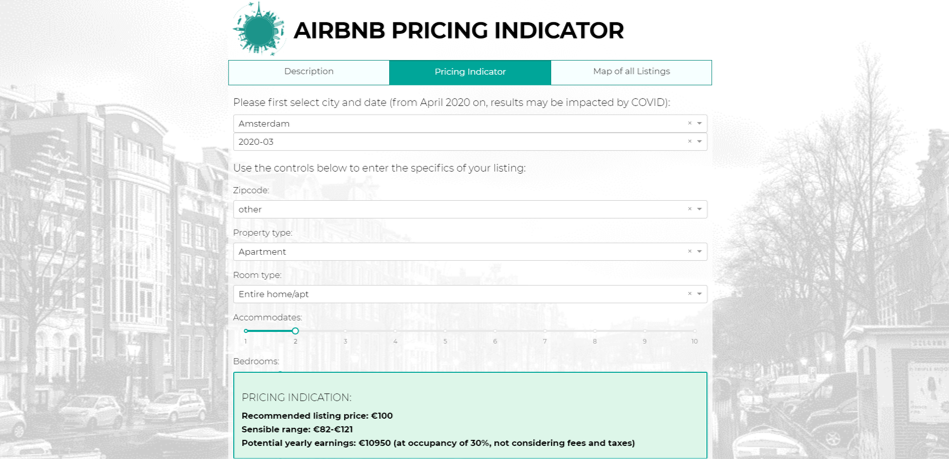 AIRBNB PRICING INDICATOR
Description
Pricing Indicator
Map of all Listings
Please first select city and date (from April 2020 on, results may be impacted by COVID):
Amsterdam
× 
2020-03
×
Use the controls below to enter the specifics of your listing:
Zipcode:
other
×
Property type:
Apartment
×
Room type:
Entire home/apt
×
Accommodates:
1 2 3 4 5 6 7 8 9 10
Bedrooms:
PRICING INDICATION:
Recommended listing price: €100
Sensible range: €82-€121
Potential yearly earnings: €10950 (at occupancy of 30%, not considering fees and taxes)